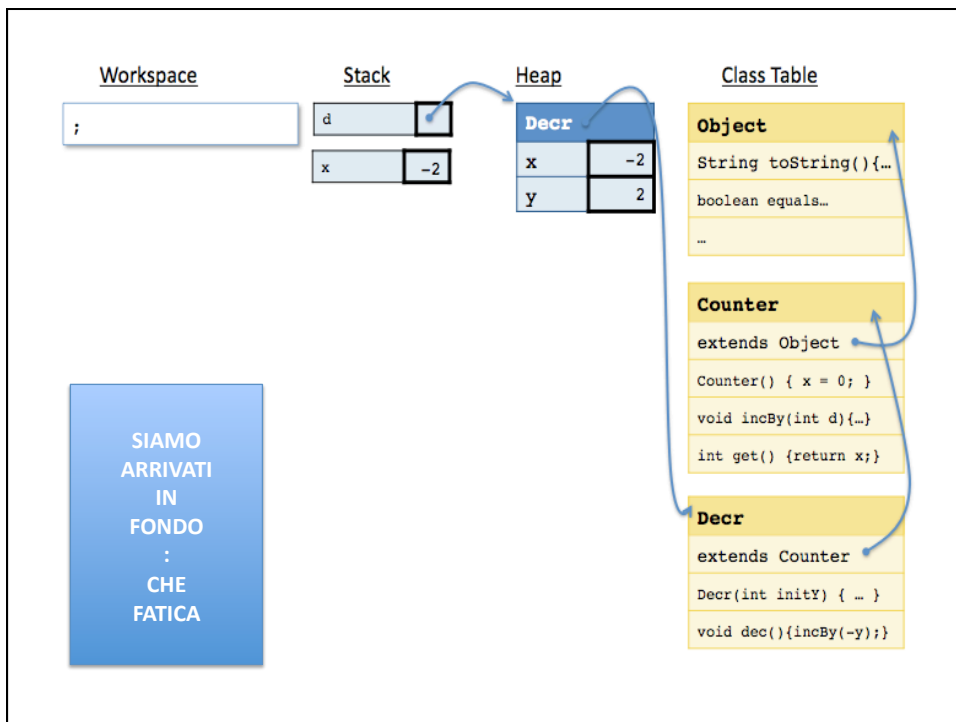 Workspace
Stack
Heap
Class Table
;
d
x -2
Decr
x -2
y 2
Object
String toString(){…
boolean equals…
…
Counter
extends Object
Counter() { x = 0; }
void incBy(int d){…}
int get() {return x;}
Decr
extends Counter
Decr(int initY) { … }
void dec(){incBy(-y);}
SIAMO
ARRIVATI
IN
FONDO
:
CHE
FATICA